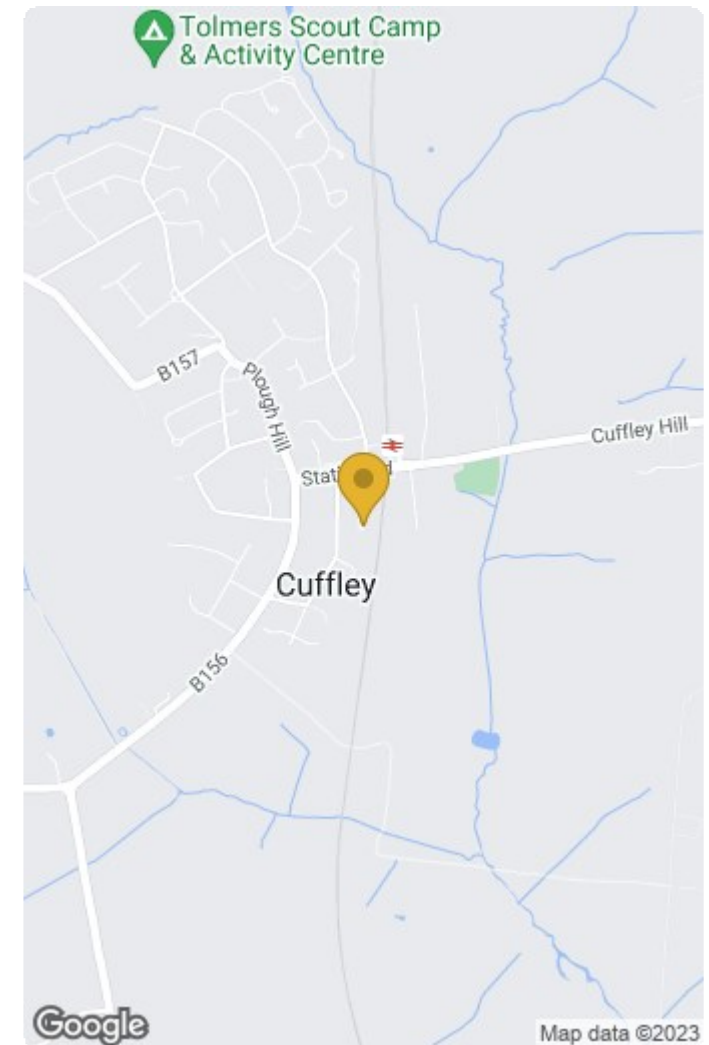 Tolmers Scout Camp
& Activity Centre
B157
Plough Hill
Cuffley Hill
Cuffley
B156
Google
Map data ©2023